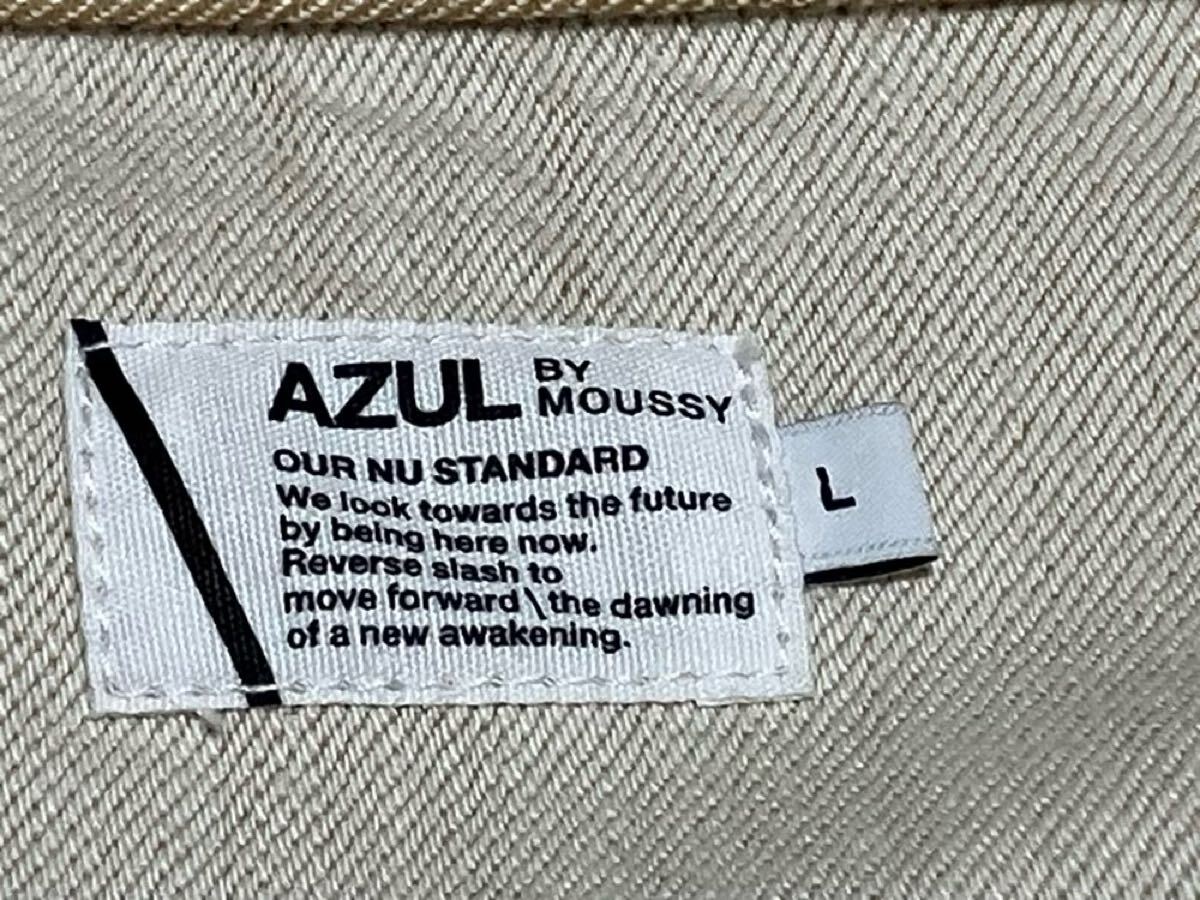 AZUL BY
MOUSSY
OUR NU STANDARD
We look towards the future
by being here now.
Reverse slash to
move forward \ the dawning
of a new awakening.
L